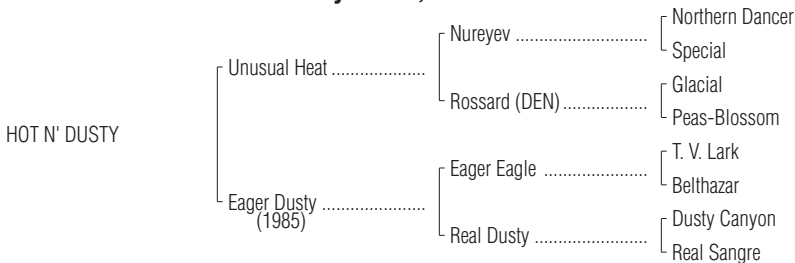 Northern Dancer
Nureyev
Special
Unusual Heat
Glacial
Rossard (DEN)
Peas-Blossom
HOT N' DUSTY
T. V. Lark
Eager Eagle
Belthazar
Eager Dusty
(1985)
Dusty Canyon
Real Dusty
Real Sangre